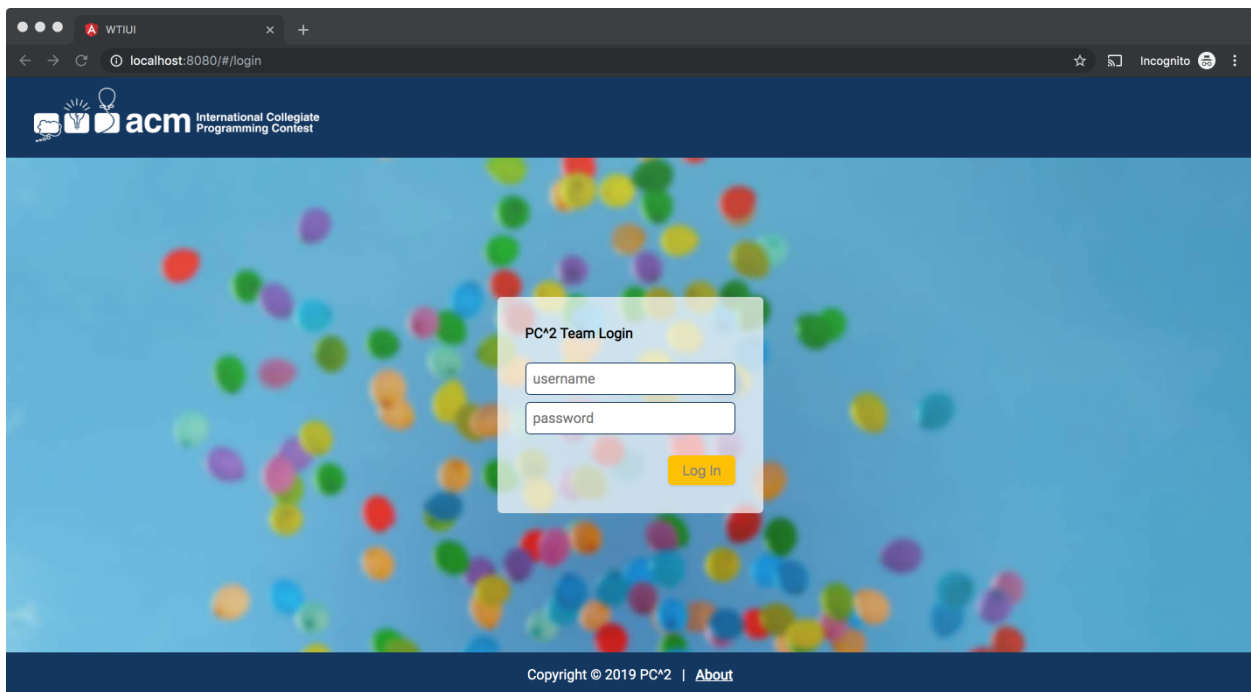 WTIUI
localhost:8080/#/login
Incognito
acm International Collegiate
Programming Contest
PC^2 Team Login
username
password
Log In
Copyright © 2019 PC^2 | About